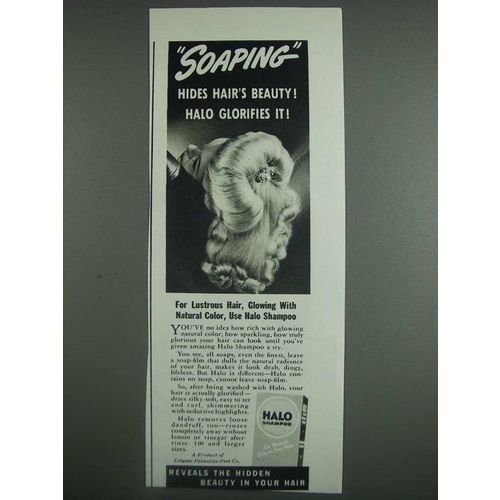 "SOAPING"
HIDES HAIR'S BEAUTY!
HALO GLORIFIES IT!
For Lustrous Hair, Glowing With
Natural Color, Use Halo Shampoo
YOU'VE no idea how rich with glowing
natural color, how sparkling, how truly
glorious your hair can look until you've
given amazing Halo Shampoo a try.
You see, all soaps, even the finest, leave
a soap-film that dulls the natural radiance
of your hair, makes it look drab, dingy,
lifeless. But Halo is different—Halo con-
tains no soap, cannot leave soap-film.
So, after being washed with Halo, your
hair is actually glorified—
dries silky-soft, easy to set
and curl, shimmering
with seductive highlights.
Halo removes loose
dandruff, too—rinses
completely away without
lemon or vinegar after-
rinse. 10¢ and larger
sizes.
A Product of
Colgate-Palmolive-Peet Co.
HALO
SHAMPOO
REVEALS THE HIDDEN
BEAUTY IN YOUR HAIR